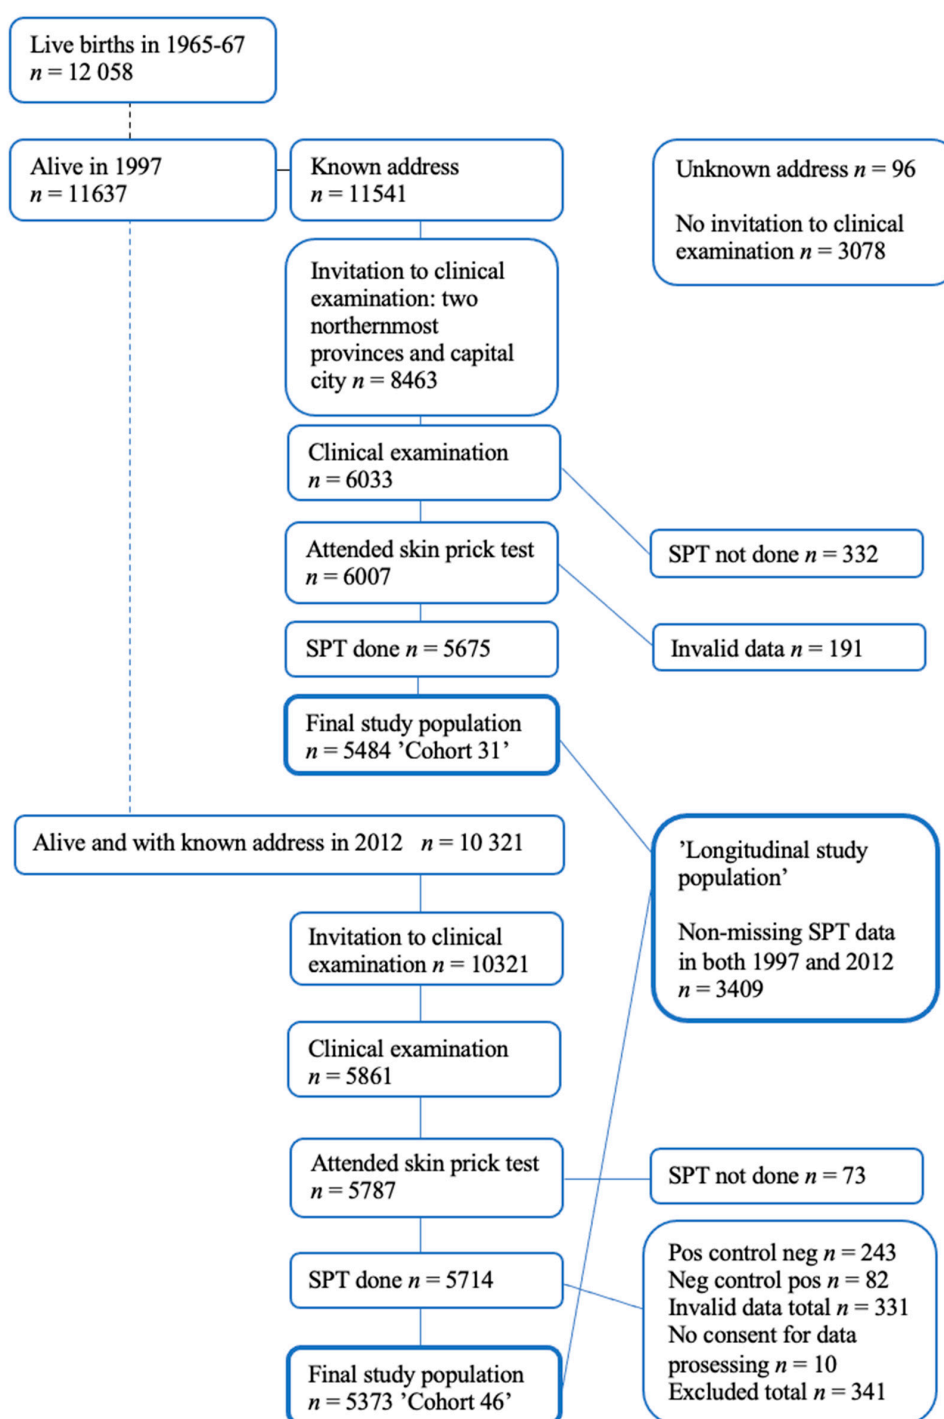 Live births in 1965-67
n = 12 058
Alive in 1997
n = 11637
Known address
n = 11541
Unknown address n = 96
No invitation to clinical
examination n = 3078
Invitation to clinical
examination: two
northernmost
provinces and capital
city n = 8463
Clinical examination
n = 6033
Attended skin prick test
n = 6007
SPT not done n = 332
SPT done n = 5675
Invalid data n = 191
Final study population
n = 5484 ’Cohort 31’
Alive and with known address in 2012 n = 10 321
’Longitudinal study
population’
Non-missing SPT data
in both 1997 and 2012
n = 3409
Invitation to clinical
examination n = 10321
Clinical examination
n = 5861
Attended skin prick test
n = 5787
SPT not done n = 73
SPT done n = 5714
Pos control neg n = 243
Neg control pos n = 82
Invalid data total n = 331
No consent for data
prosessing n = 10
Excluded total n = 341
Final study population
n = 5373 ’Cohort 46’